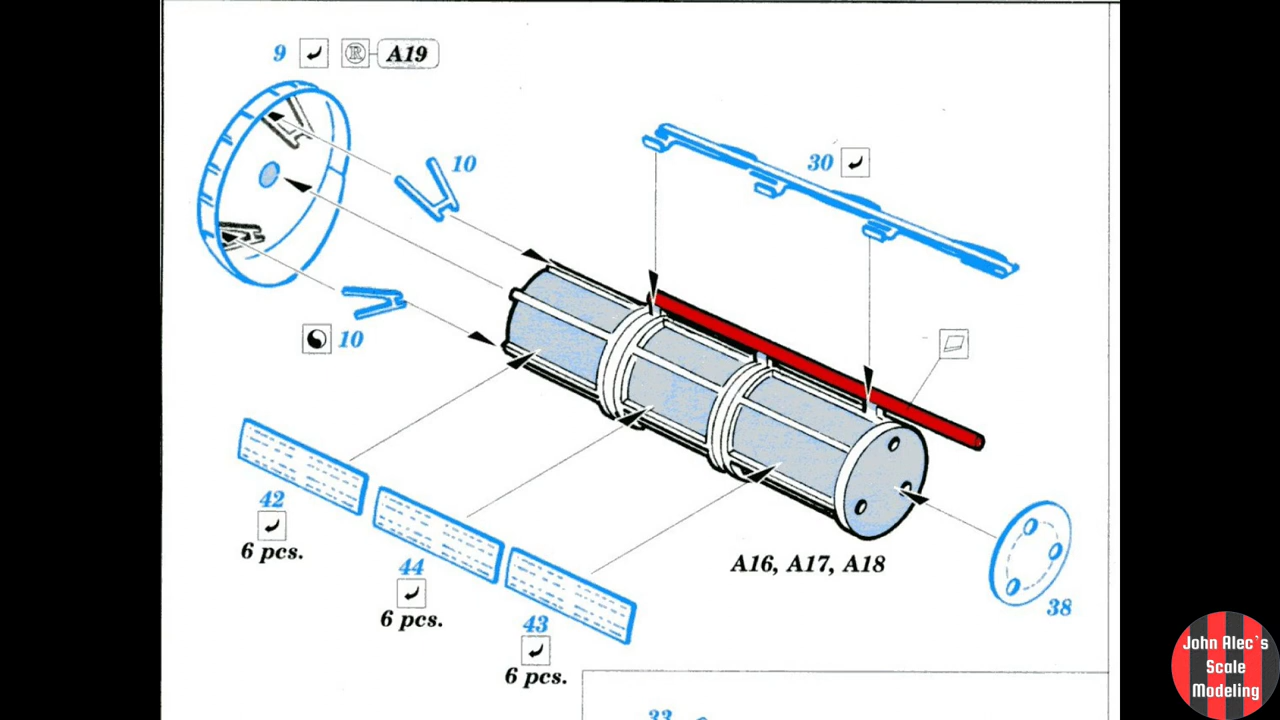 9 R A19
10
30
10
42
6 pcs.
44
6 pcs.
43
6 pcs.
A16, A17, A18
38
33
John Alec`s
Scale
Modeling